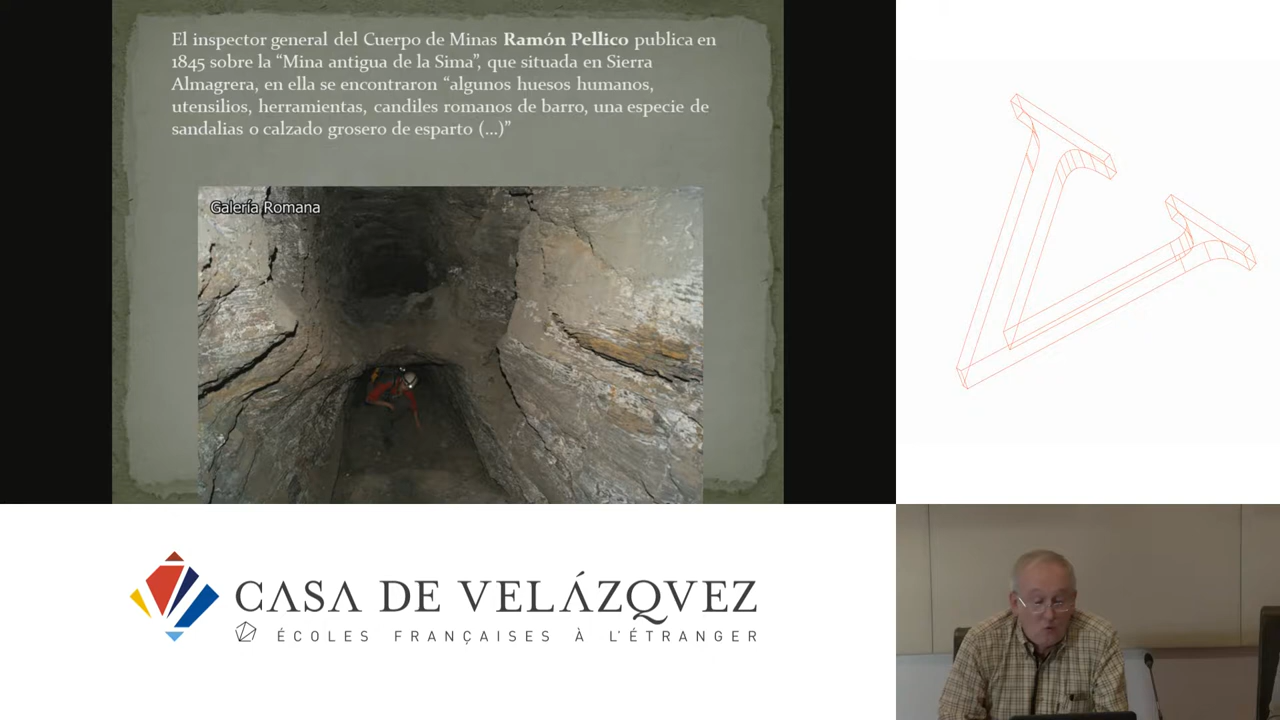 El inspector general del Cuerpo de Minas Ramón Pellico publica en
1845 sobre la “Mina antigua de la Sima”, que situada en Sierra
Almagrera, en ella se encontraron “algunos huesos humanos,
utensilios, herramientas, candiles romanos de barro, una especie de
sandalias o calzado grosero de esparto (...)”
Galería Romana
CASA DE VELÁZQVEZ
ÉCOLES FRANÇAISES À L'ÉTRANGER